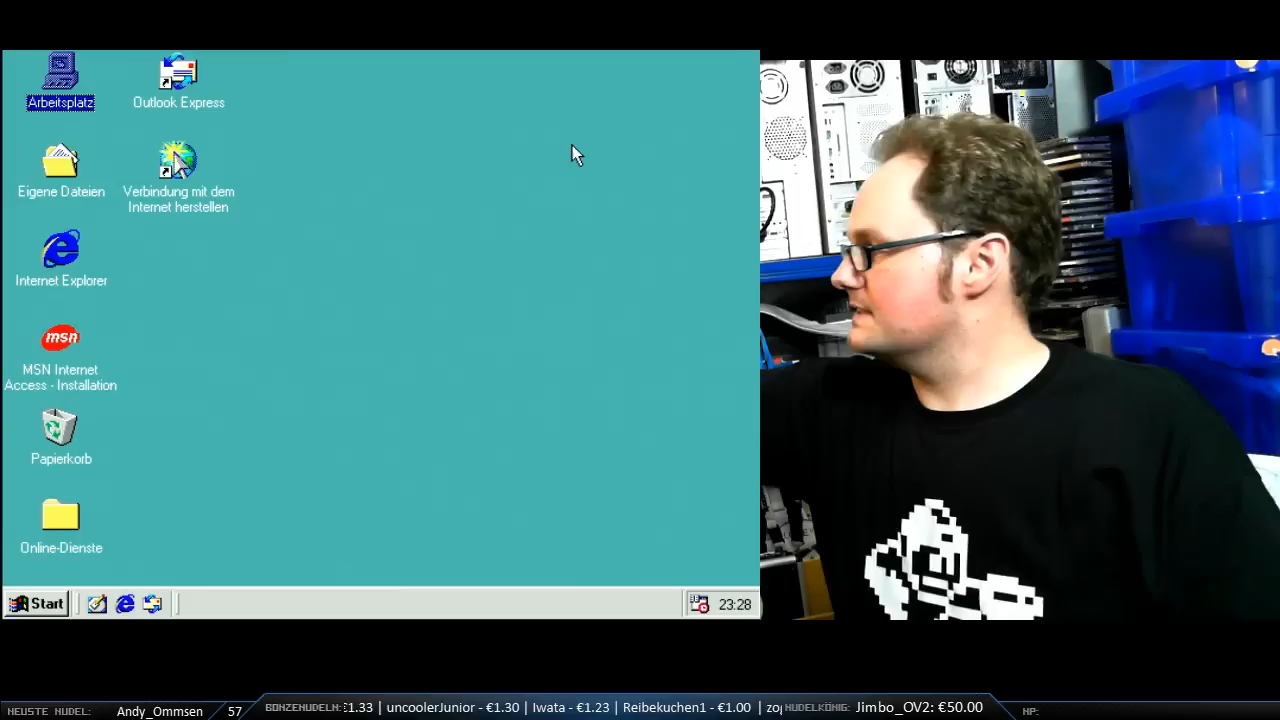 Arbeitsplatz
Outlook Express
Eigene Dateien
Verbindung mit dem
Internet herstellen
Internet Explorer
msn
MSN Internet
Access - Installation
Papierkorb
Online-Dienste
Start
23:28
NEUSTE NUDEL: Andy_Ommsen 57
BONZENUDELN: €1.33 | uncoolerJunior - €1.30 | Iwata - €1.23 | Reibekuchen1 - €1.00 | zo
NUDELKÖNIG: Jimbo_OV2: €50.00
HP: